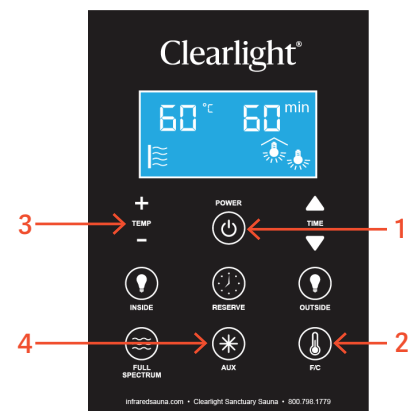 Clearlight®
60 °C 60 min
+ POWER
3 TEMP TIME 1
-
INSIDE RESERVE OUTSIDE
4 2
FULL SPECTRUM AUX F/C
infraredsauna.com • Clearlight Sanctuary Sauna • 800.798.1779